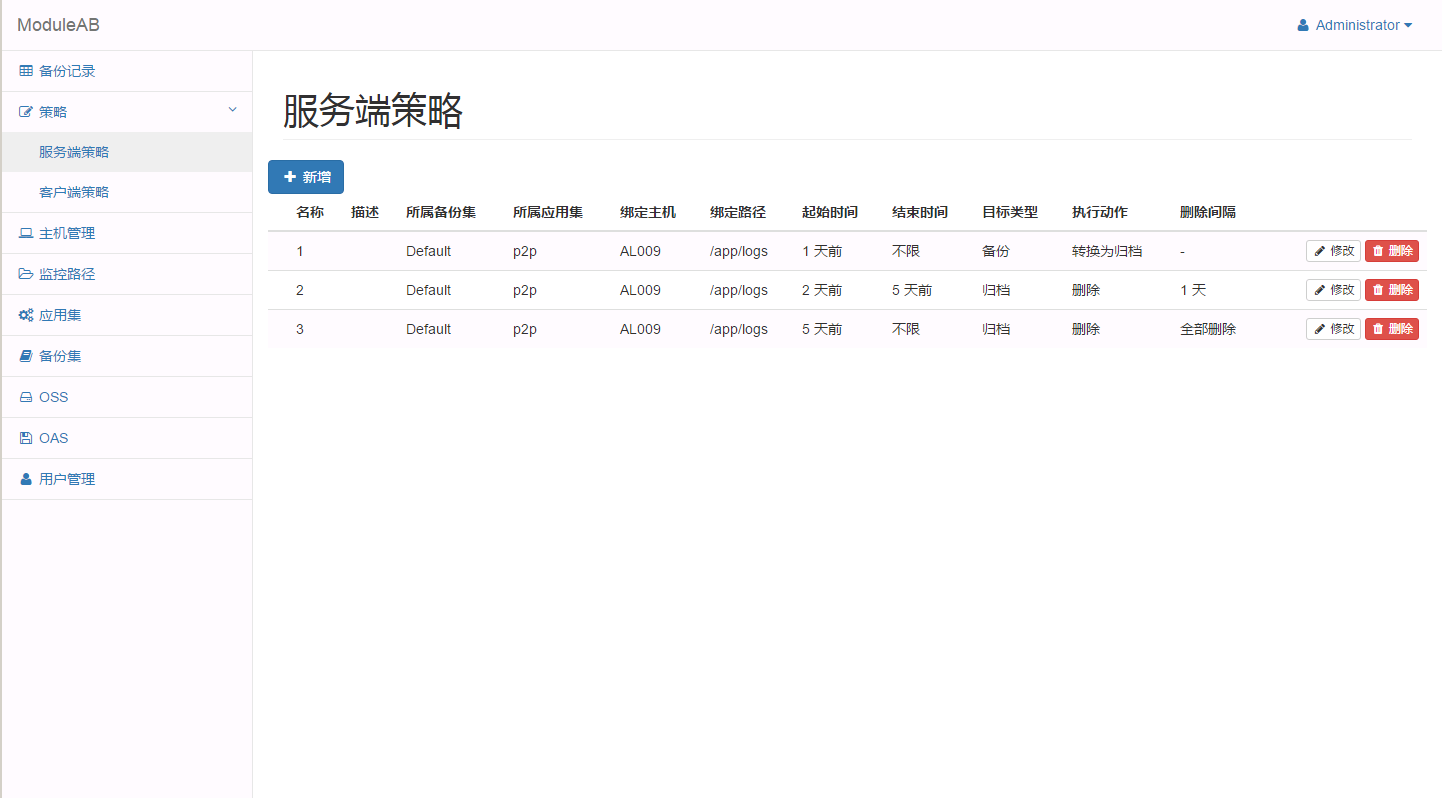 ModuleAB
Administrator
备份记录
策略
服务端策略
客户端策略
主机管理
监控路径
应用集
备份集
OSS
OAS
用户管理
服务端策略
新增
名称 描述 所属备份集 所属应用集 绑定主机 绑定路径 起始时间 结束时间 目标类型 执行动作 删除间隔
1 Default p2p AL009 /app/logs 1 天前 不限 备份 转换为归档 - 修改 删除
2 Default p2p AL009 /app/logs 2 天前 5 天前 归档 删除 1 天 修改 删除
3 Default p2p AL009 /app/logs 5 天前 不限 归档 删除 全部删除 修改 删除